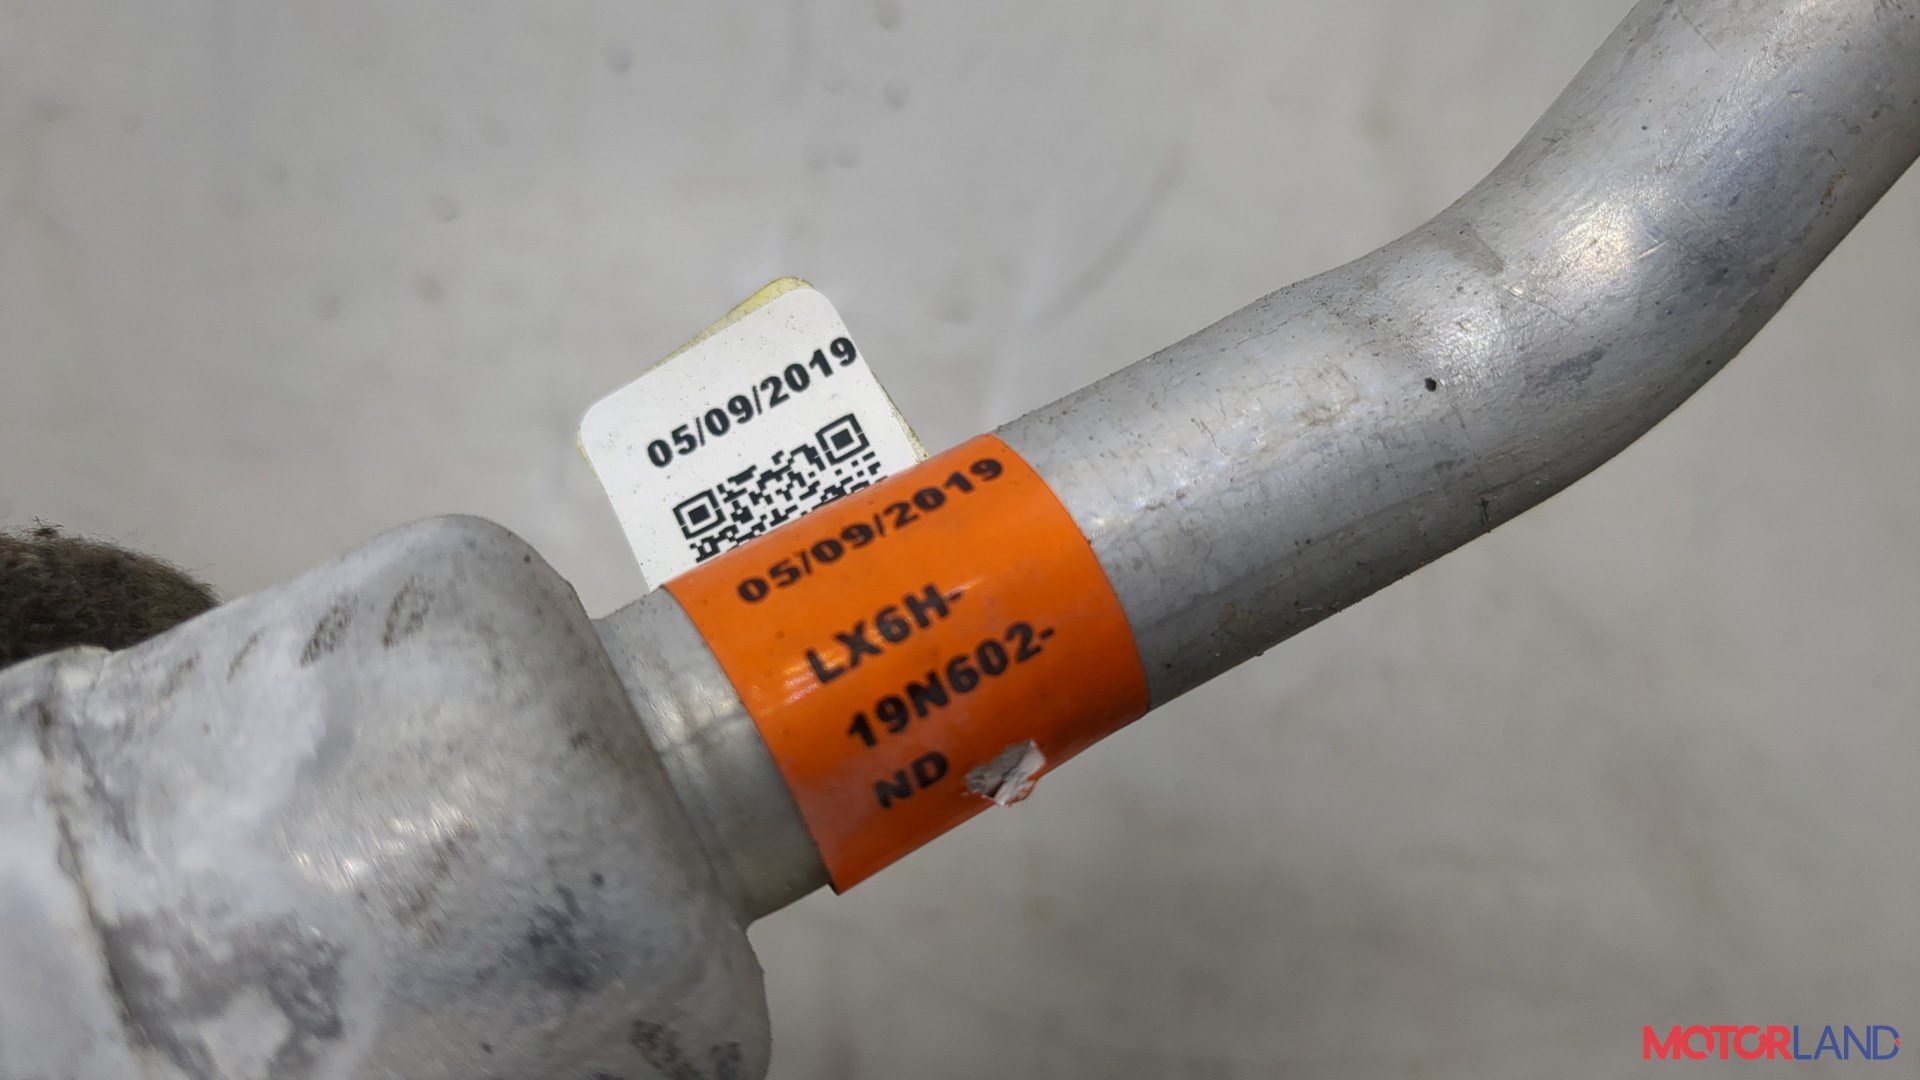 05/09/2019
05/09/2019
LX6H-
19N602-
ND
MOTORLAND